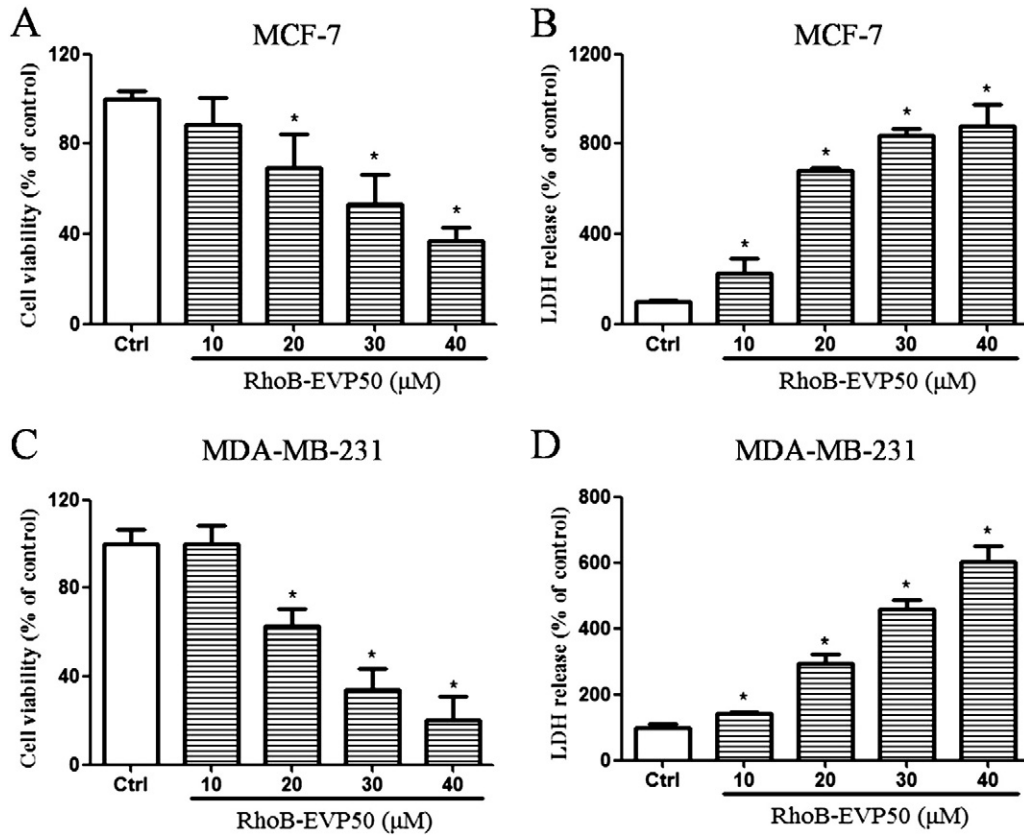 A
MCF-7
Cell viability (% of control)
120
80
40
0
*
*
*
Ctrl
10
20
30
40
RhoB-EVP50 (μM)
B
MCF-7
LDH release (% of control)
1200
800
400
0
*
*
*
*
Ctrl
10
20
30
40
RhoB-EVP50 (μM)
C
MDA-MB-231
Cell viability (% of control)
120
80
40
0
*
*
*
Ctrl
10
20
30
40
RhoB-EVP50 (μM)
D
MDA-MB-231
LDH release (% of control)
800
600
400
200
0
*
*
*
*
Ctrl
10
20
30
40
RhoB-EVP50 (μM)